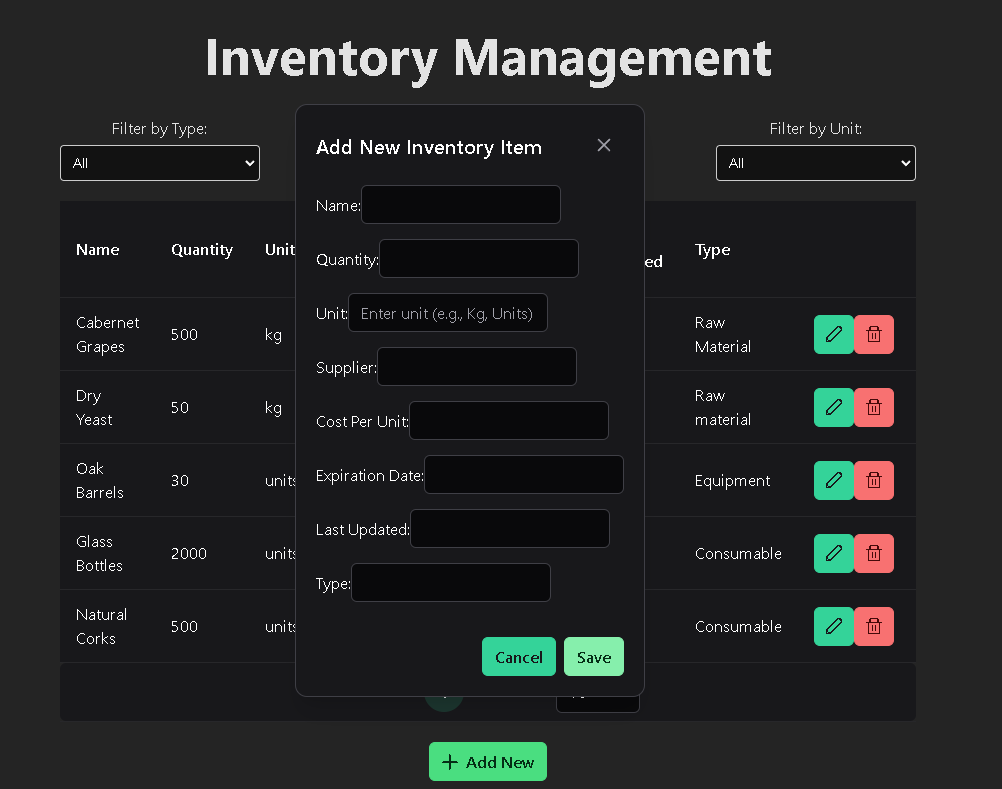 Inventory Management
Filter by Type:
All
Filter by Unit:
All
Add New Inventory Item
Name:
Quantity:
Unit: Enter unit (e.g., Kg, Units)
Supplier:
Cost Per Unit:
Expiration Date:
Last Updated:
Type:
Cancel Save
Name Quantity Unit ed Type
Cabernet
Grapes 500 kg Raw
Material
Dry
Yeast 50 kg Raw
material
Oak
Barrels 30 units Equipment
Glass
Bottles 2000 units Consumable
Natural
Corks 500 units Consumable
Add New